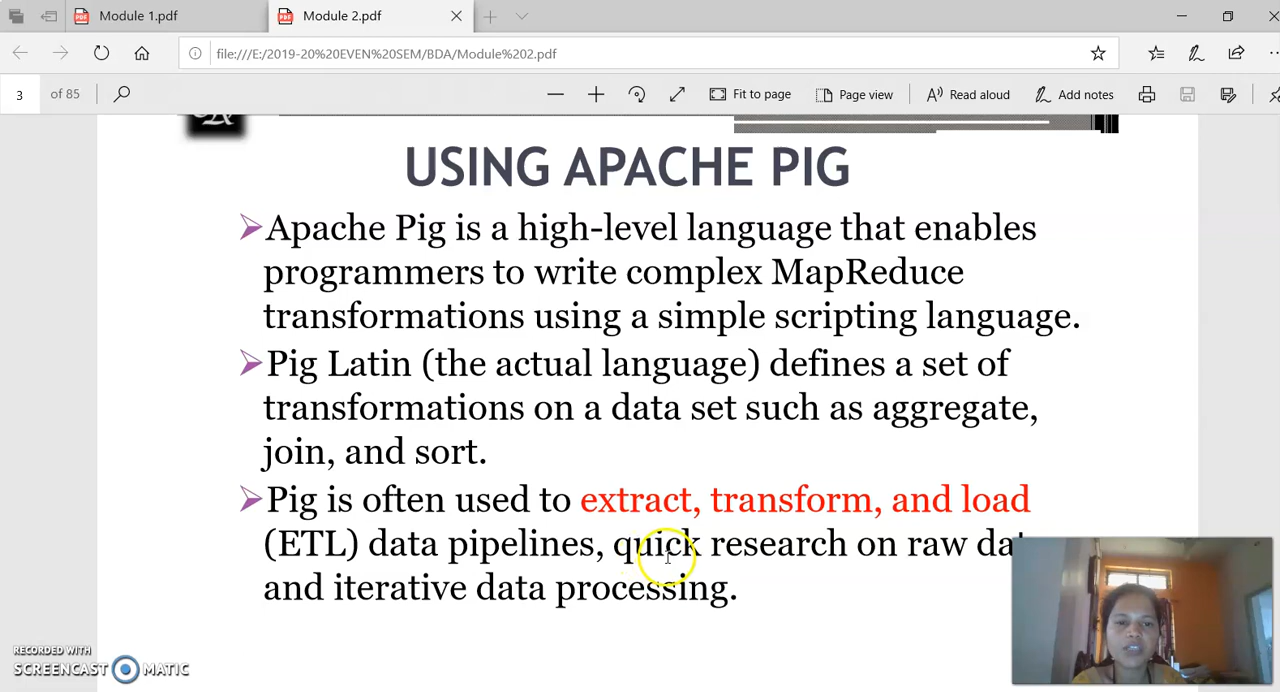 Module 1.pdf
Module 2.pdf
file:///E:/2019-20%20EVEN%20SEM/BDA/Module%202.pdf
3 of 85
Fit to page
Page view
Read aloud
Add notes
USING APACHE PIG
Apache Pig is a high-level language that enables
programmers to write complex MapReduce
transformations using a simple scripting language.
Pig Latin (the actual language) defines a set of
transformations on a data set such as aggregate,
join, and sort.
Pig is often used to extract, transform, and load
(ETL) data pipelines, quick research on raw
and iterative data processing.
RECORDED WITH
SCREENCAST MATIC